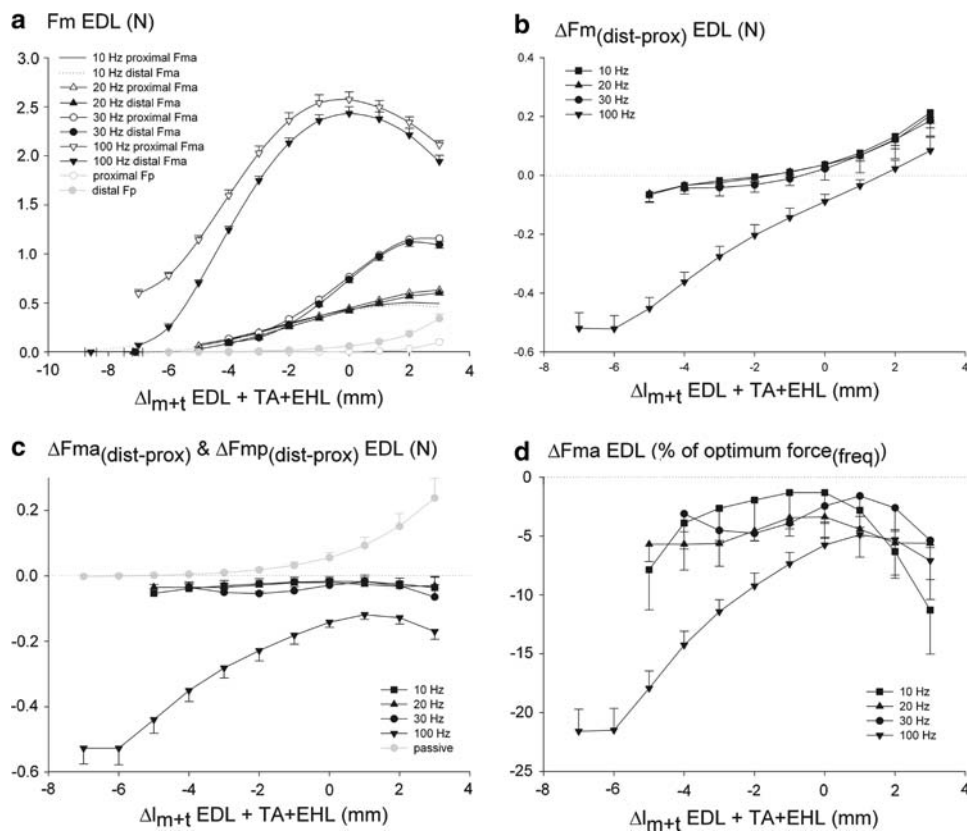 a Fm EDL (N)
3.0
2.5
2.0
1.5
1.0
0.5
0.0
10 Hz proximal Fma
10 Hz distal Fma
20 Hz proximal Fma
20 Hz distal Fma
30 Hz proximal Fma
30 Hz distal Fma
100 Hz proximal Fma
100 Hz distal Fma
proximal Fp
distal Fp
-10 -8 -6 -4 -2 0 2 4
Δlm+t EDL + TA+EHL (mm)
b ΔFm(dist-prox) EDL (N)
0.4
0.2
0.0
-0.2
-0.4
-0.6
10 Hz
20 Hz
30 Hz
100 Hz
-8 -6 -4 -2 0 2 4
Δlm+t EDL + TA+EHL (mm)
c ΔFma(dist-prox) & ΔFmp(dist-prox) EDL (N)
0.2
0.0
-0.2
-0.4
-0.6
10 Hz
20 Hz
30 Hz
100 Hz
passive
-8 -6 -4 -2 0 2 4
Δlm+t EDL + TA+EHL (mm)
d ΔFma EDL (% of optimum force(freq))
0
-5
-10
-15
-20
-25
10 Hz
20 Hz
30 Hz
100 Hz
-8 -6 -4 -2 0 2 4
Δlm+t EDL + TA+EHL (mm)